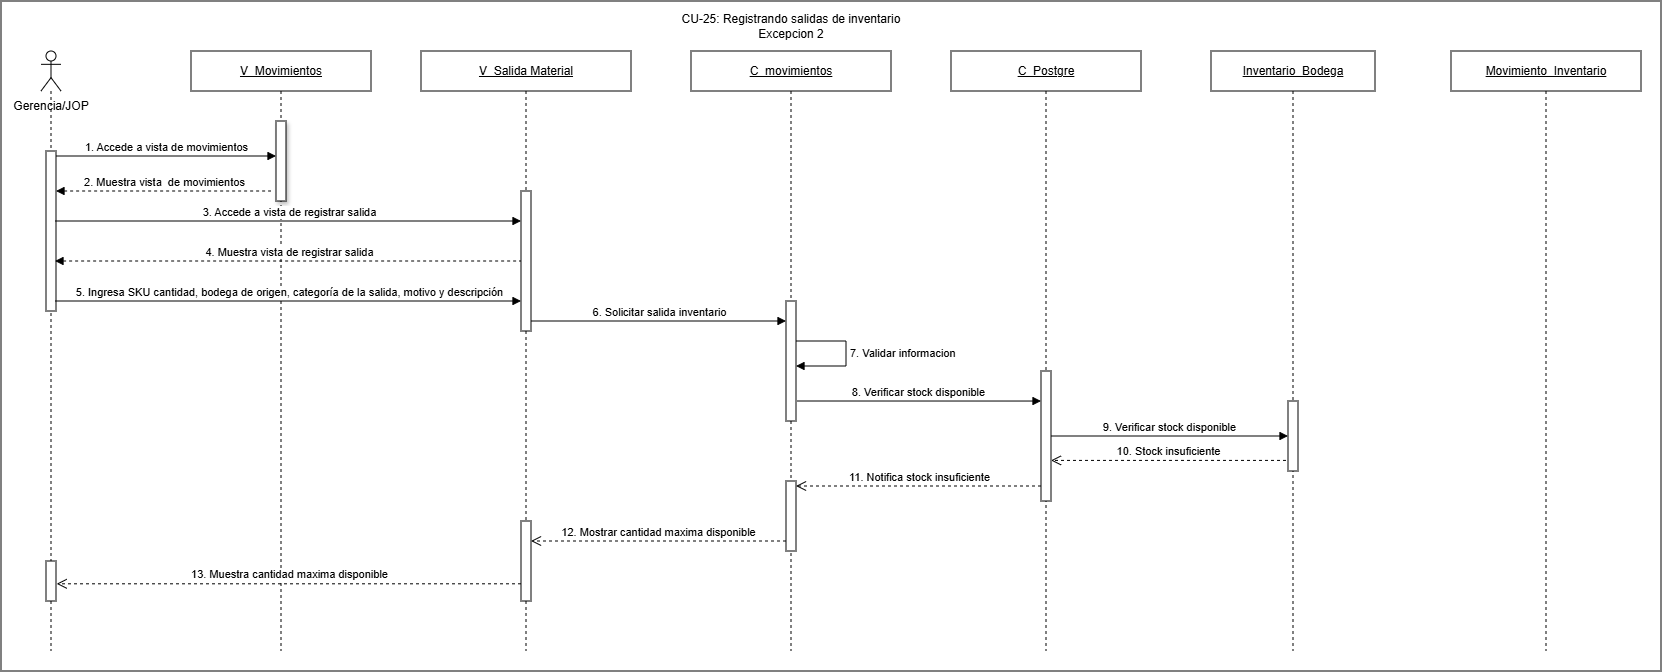 CU-25: Registrando salidas de inventario
Excepcion 2
Gerencia/JOP
V_Movimientos
V_Salida Material
C_movimientos
C_Postgre
Inventario_Bodega
Movimiento_Inventario
1. Accede a vista de movimientos
2. Muestra vista de movimientos
3. Accede a vista de registrar salida
4. Muestra vista de registrar salida
5. Ingresa SKU cantidad, bodega de origen, categoría de la salida, motivo y descripción
6. Solicitar salida inventario
7. Validar informacion
8. Verificar stock disponible
9. Verificar stock disponible
10. Stock insuficiente
11. Notifica stock insuficiente
12. Mostrar cantidad maxima disponible
13. Muestra cantidad maxima disponible